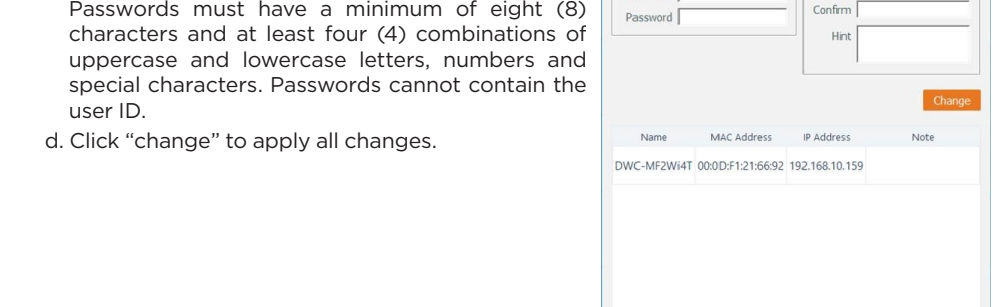 Passwords must have a minimum of eight (8)
characters and at least four (4) combinations of
uppercase and lowercase letters, numbers and
special characters. Passwords cannot contain the
user ID.
d. Click “change” to apply all changes.
Password
Confirm
Hint
Change
Name MAC Address IP Address Note
DWC-MF2Wi4T 00:0D:F1:21:66:92 192.168.10.159